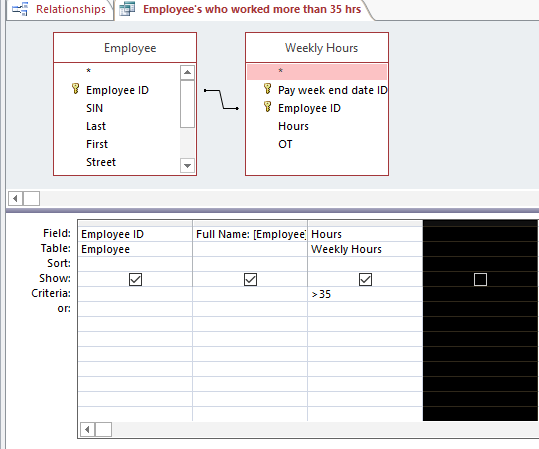 Relationships
Employee's who worked more than 35 hrs
Employee
*
Employee ID
SIN
Last
First
Street
Weekly Hours
*
Pay week end date ID
Employee ID
Hours
OT
Field: Employee ID Full Name: [Employee] Hours
Table: Employee Weekly Hours
Sort:
Show:
Criteria: >35
or: